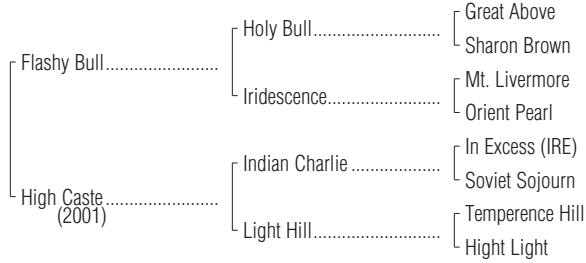 Great Above
Holy Bull
Sharon Brown
Flashy Bull
Mt. Livermore
Iridescence
Orient Pearl
In Excess (IRE)
Indian Charlie
Soviet Sojourn
High Caste
(2001)
Temperence Hill
Light Hill
Hight Light